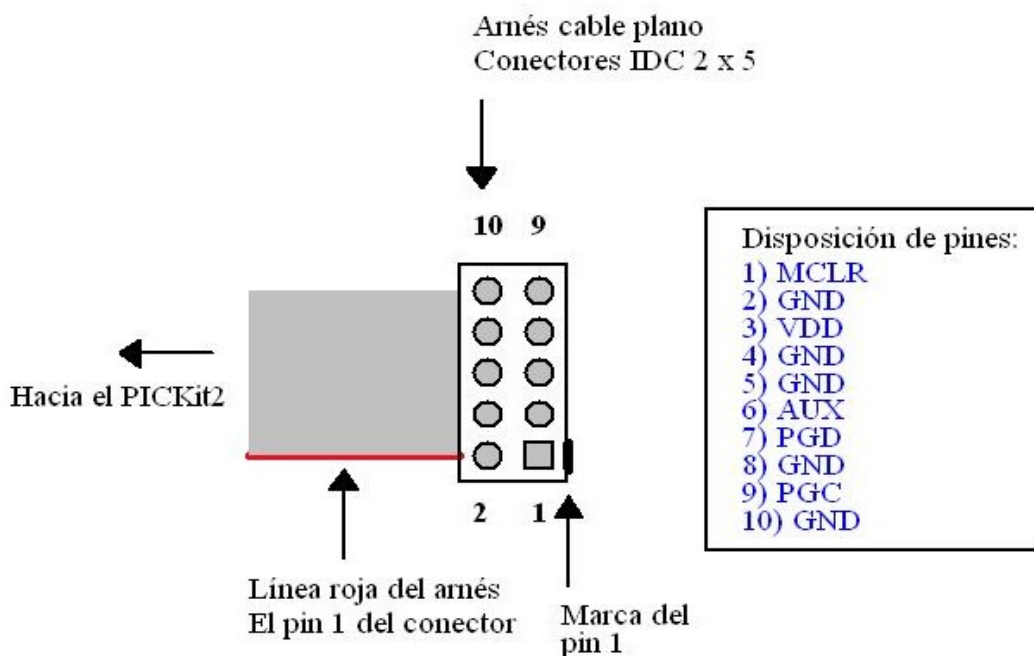 Arnés cable plano
Conectores IDC 2 x 5
10 9
Disposición de pines:
1) MCLR
2) GND
3) VDD
4) GND
5) GND
6) AUX
7) PGD
8) GND
9) PGC
10) GND
Hacia el PICKit2
2 1
Línea roja del arnés
El pin 1 del conector
Marca del
pin 1